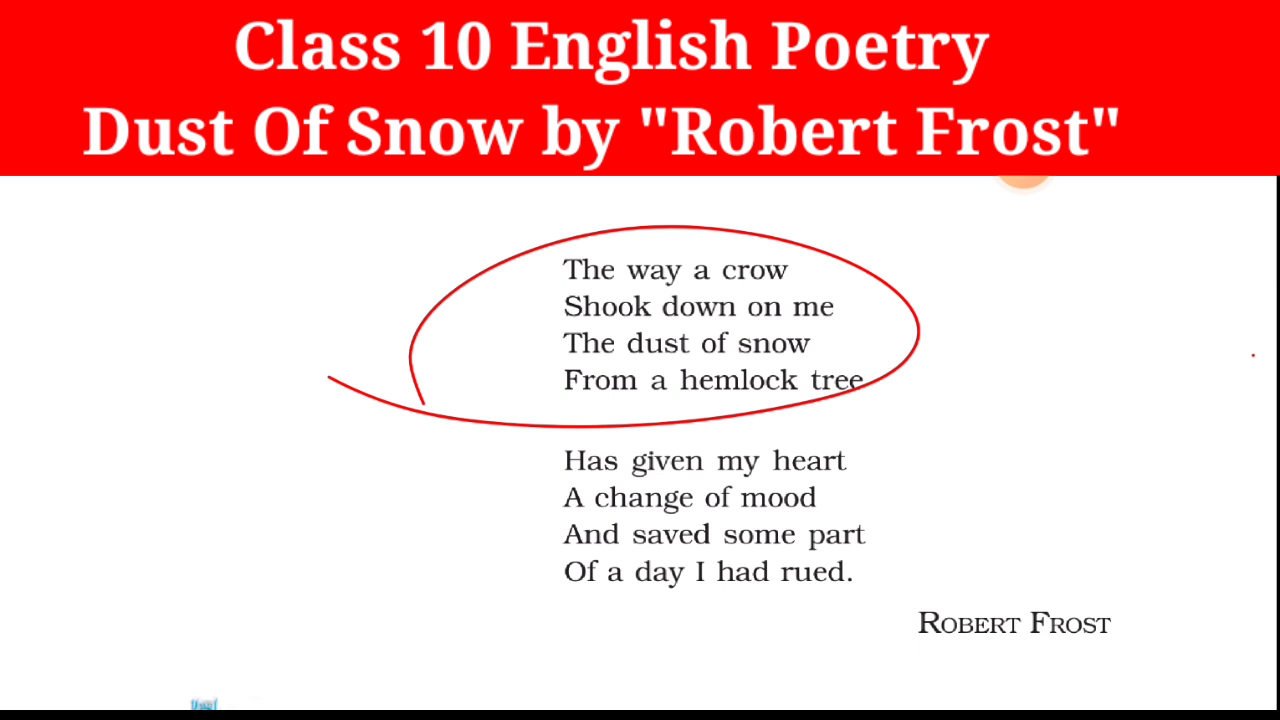 Class 10 English Poetry
Dust Of Snow by "Robert Frost"
The way a crow
Shook down on me
The dust of snow
From a hemlock tree
Has given my heart
A change of mood
And saved some part
Of a day I had rued.
ROBERT FROST